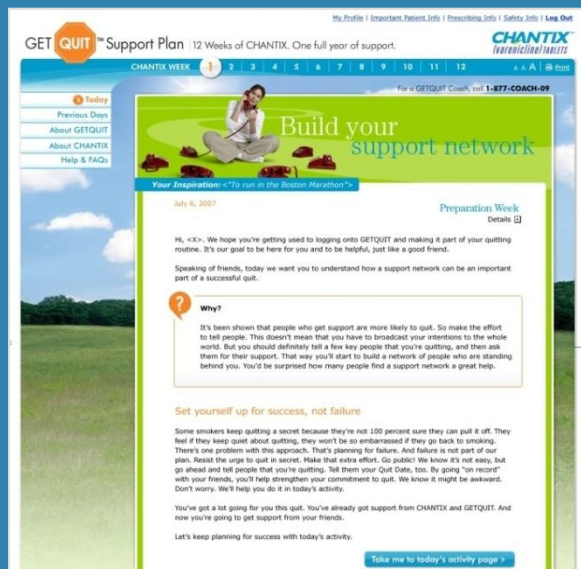 My Profile | Important Patient Info | Prescribing Info | Safety Info | Log Out
GET QUIT™ Support Plan | 12 Weeks of CHANTIX. One full year of support.
CHANTIX™
(varenicline) TABLETS
CHANTIX WEEK 1 2 3 4 5 6 7 8 9 10 11 12 A A A Print
For a GETQUIT Coach, call 1-877-COACH-09
Today
Previous Days
About GETQUIT
About CHANTIX
Help & FAQs
Build your
support network
Your Inspiration: <"To run in the Boston Marathon">
July 6, 2007
Preparation Week
Details
Hi, <X>. We hope you're getting used to logging onto GETQUIT and making it part of your quitting
routine. It's our goal to be here for you and to be helpful, just like a good friend.
Speaking of friends, today we want you to understand how a support network can be an important
part of a successful quit.
?
Why?
It's been shown that people who get support are more likely to quit. So make the effort
to tell people. This doesn't mean that you have to broadcast your intentions to the whole
world. But you should definitely tell a few key people that you're quitting, and then ask
them for their support. That way you'll start to build a network of people who are standing
behind you. You'd be surprised how many people find a support network a great help.
Set yourself up for success, not failure
Some smokers keep quitting a secret because they're not 100 percent sure they can pull it off. They
feel if they keep quiet about quitting, they won't be so embarrassed if they go back to smoking.
There's one problem with this approach. That's planning for failure. And failure is not part of our
plan. Resist the urge to quit in secret. Make that extra effort. Go public! We know it's not easy, but
go ahead and tell people that you're quitting. Tell them your Quit Date, too. By going "on record"
with your friends, you'll help strengthen your commitment to quit. We know it might be awkward.
Don't worry. We'll help you do it in today's activity.
You've got a lot going for you this quit. You've already got support from CHANTIX and GETQUIT. And
now you're going to get support from your friends.
Let's keep planning for success with today's activity.
Take me to today's activity page >